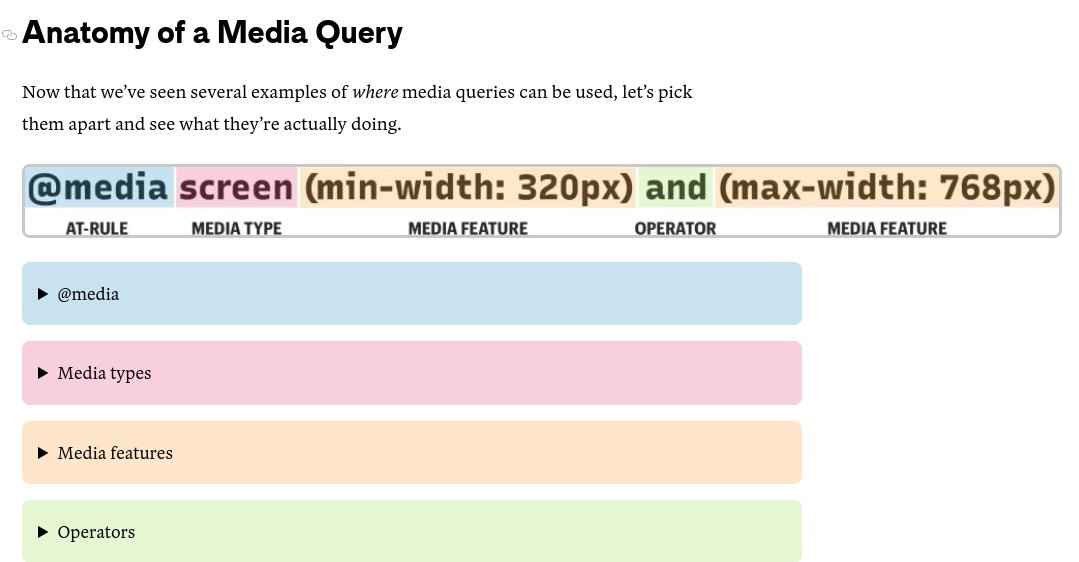 Anatomy of a Media Query
Now that we’ve seen several examples of where media queries can be used, let’s pick
them apart and see what they’re actually doing.
@media screen (min-width: 320px) and (max-width: 768px)
AT-RULE MEDIA TYPE MEDIA FEATURE OPERATOR MEDIA FEATURE
@media
Media types
Media features
Operators